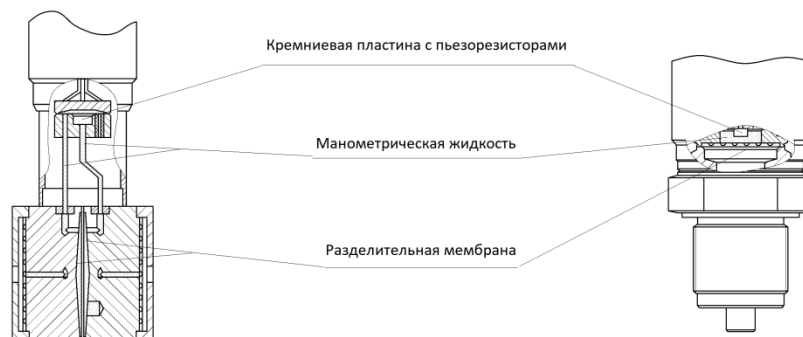 Кремниевая пластина с пьезорезисторами
Манометрическая жидкость
Разделительная мембрана